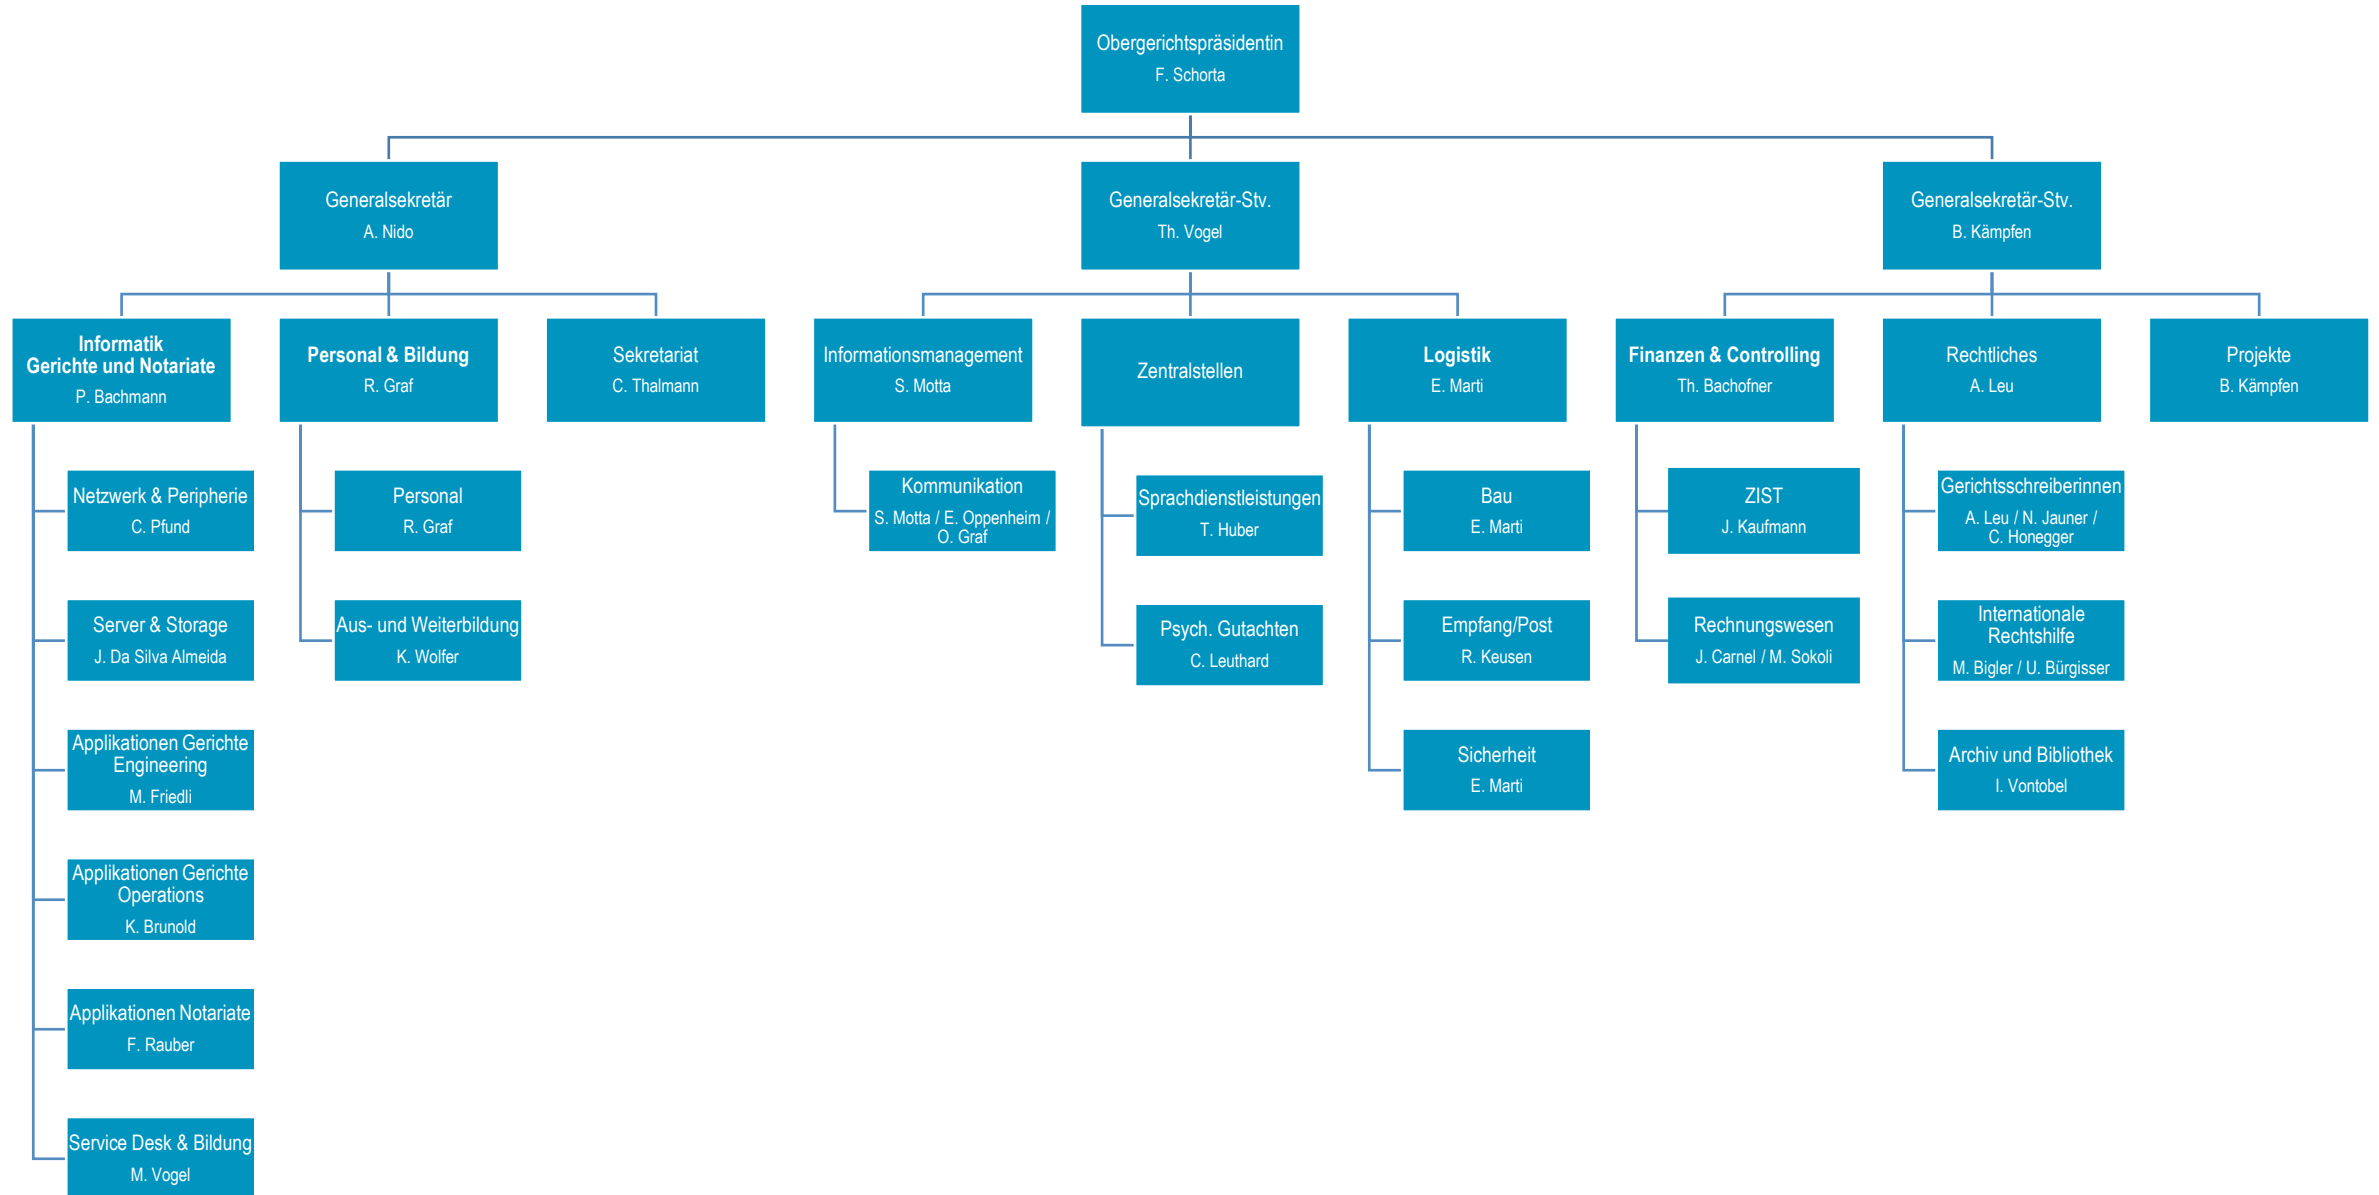 Obergerichtspräsidentin
F. Schorta
Generalsekretär
A. Nido
Generalsekretär-Stv.
Th. Vogel
Generalsekretär-Stv.
B. Kämpfen
Informatik
Gerichte und Notariate
P. Bachmann
Personal & Bildung
R. Graf
Sekretariat
C. Thalmann
Informationsmanagement
S. Motta
Zentralstellen
Logistik
E. Marti
Finanzen & Controlling
Th. Bachofner
Rechtliches
A. Leu
Projekte
B. Kämpfen
Netzwerk & Peripherie
C. Pfund
Server & Storage
J. Da Silva Almeida
Applikationen Gerichte
Engineering
M. Friedli
Applikationen Gerichte
Operations
K. Brunold
Applikationen Notariate
F. Rauber
Service Desk & Bildung
M. Vogel
Personal
R. Graf
Aus- und Weiterbildung
K. Wolfer
Kommunikation
S. Motta / E. Oppenheim /
O. Graf
Sprachdienstleistungen
T. Huber
Psych. Gutachten
C. Leuthard
Bau
E. Marti
Empfang/Post
R. Keusen
Sicherheit
E. Marti
ZIST
J. Kaufmann
Rechnungswesen
J. Carnel / M. Sokoli
Gerichtsschreiberinnen
A. Leu / N. Jauner /
C. Honegger
Internationale
Rechtshilfe
M. Bigler / U. Bürgisser
Archiv und Bibliothek
I. Vontobel